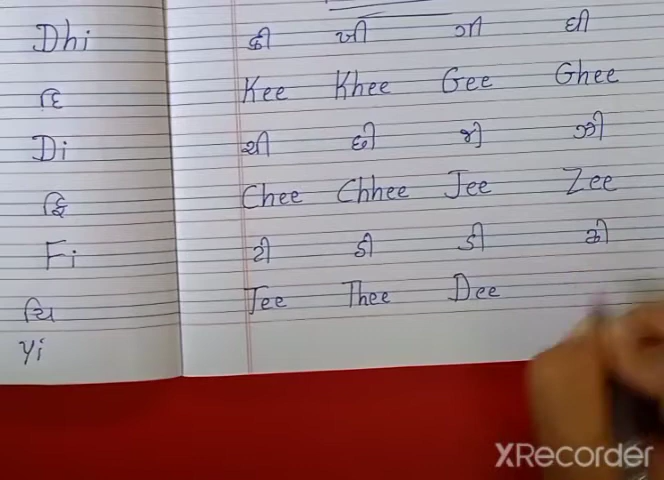 Dhi
દિ
Di
ફિ
Fi
યિ
Yi
કી ખી ગી ઘી
Kee Khee Gee Ghee
ચી છી જી ઝી
Chee Chhee Jee Zee
ટી ઠી ડી ઢી
Tee Thee Dee
XRecorder